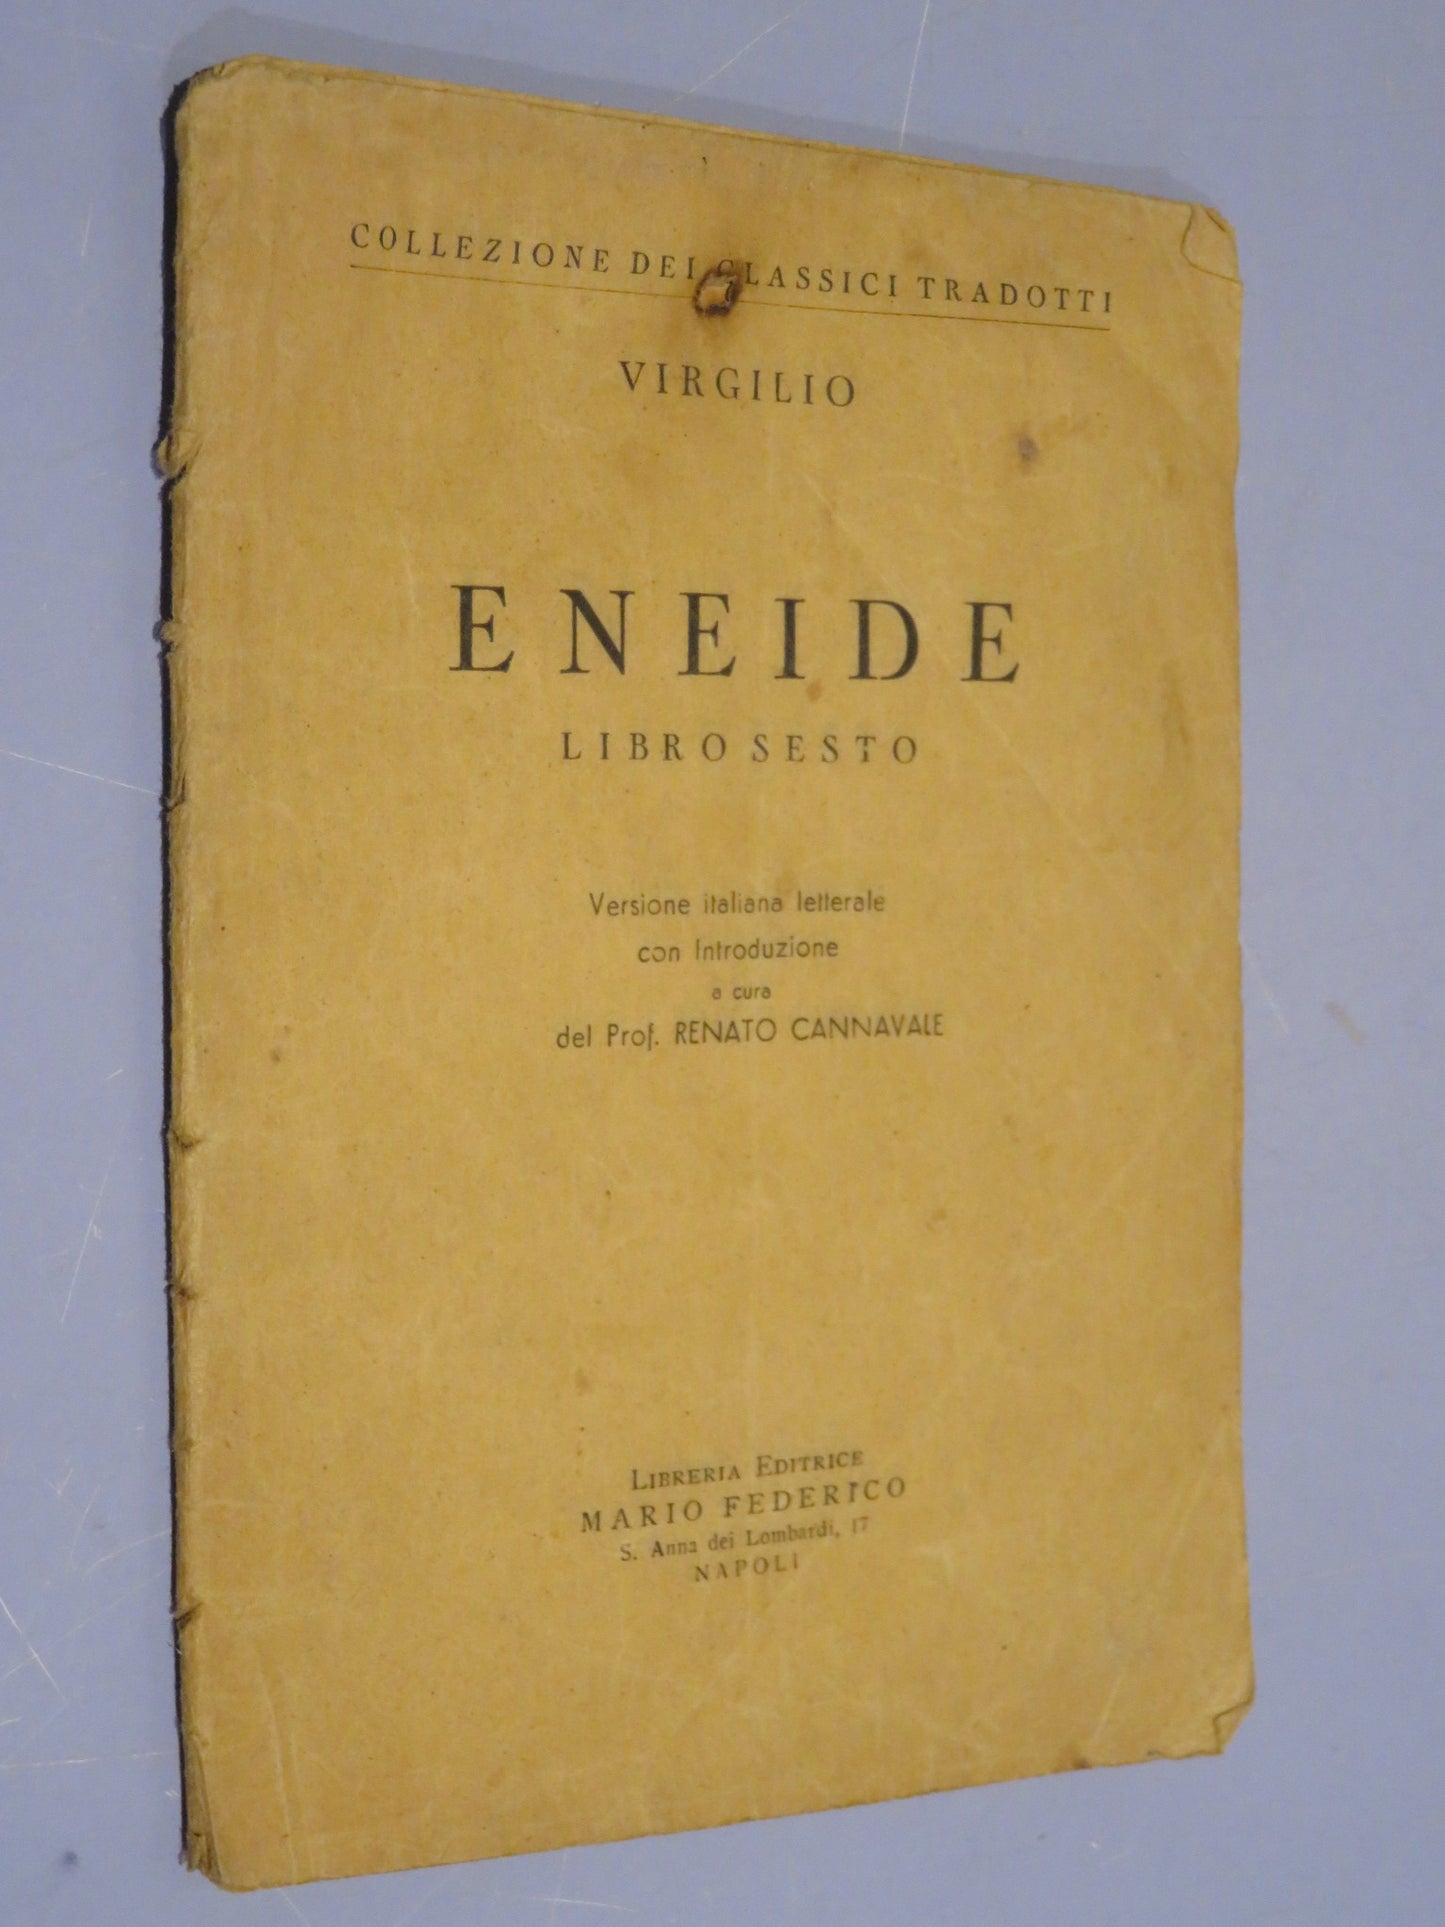 COLLEZIONE DEI CLASSICI TRADOTTI
VIRGILIO
ENEIDE
LIBRO SESTO
Versione italiana letterale
con Introduzione
a cura
del Prof. RENATO CANNAVALE
LIBRERIA EDITRICE
MARIO FEDERICO
S. Anna dei Lombardi, 17
NAPOLI